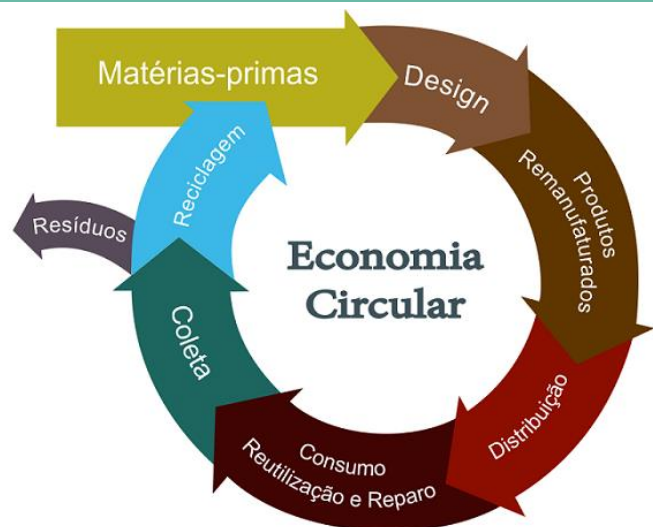 Matérias-primas
Design
Produtos
Remanufaturados
Distribuição
Consumo
Reutilização e Reparo
Coleta
Reciclagem
Resíduos
Economia
Circular